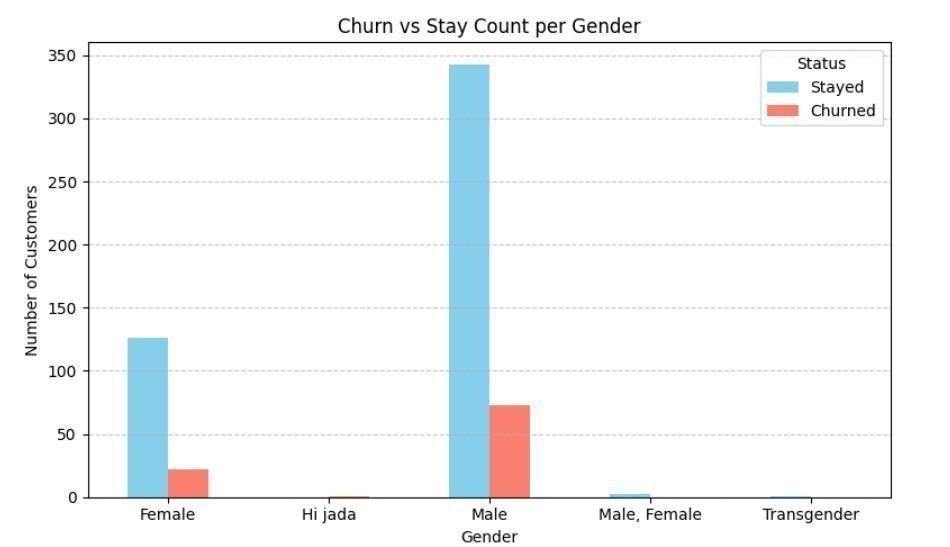 Churn vs Stay Count per Gender
Status
Stayed
Churned
Number of Customers
350
300
250
200
150
100
50
0
Female
Hi jada
Male
Male, Female
Transgender
Gender